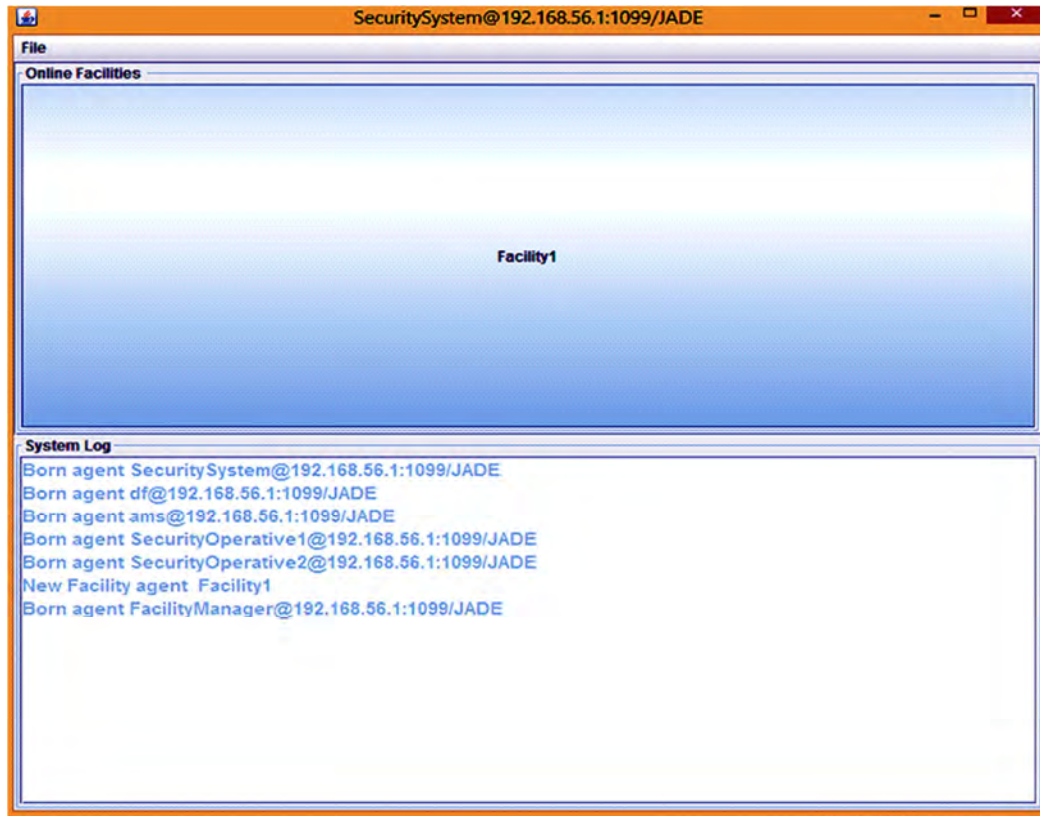 SecuritySystem@192.168.56.1:1099/JADE
File
Online Facilities
Facility1
System Log
Born agent SecuritySystem@192.168.56.1:1099/JADE
Born agent df@192.168.56.1:1099/JADE
Born agent ams@192.168.56.1:1099/JADE
Born agent SecurityOperative1@192.168.56.1:1099/JADE
Born agent SecurityOperative2@192.168.56.1:1099/JADE
New Facility agent  Facility1
Born agent FacilityManager@192.168.56.1:1099/JADE